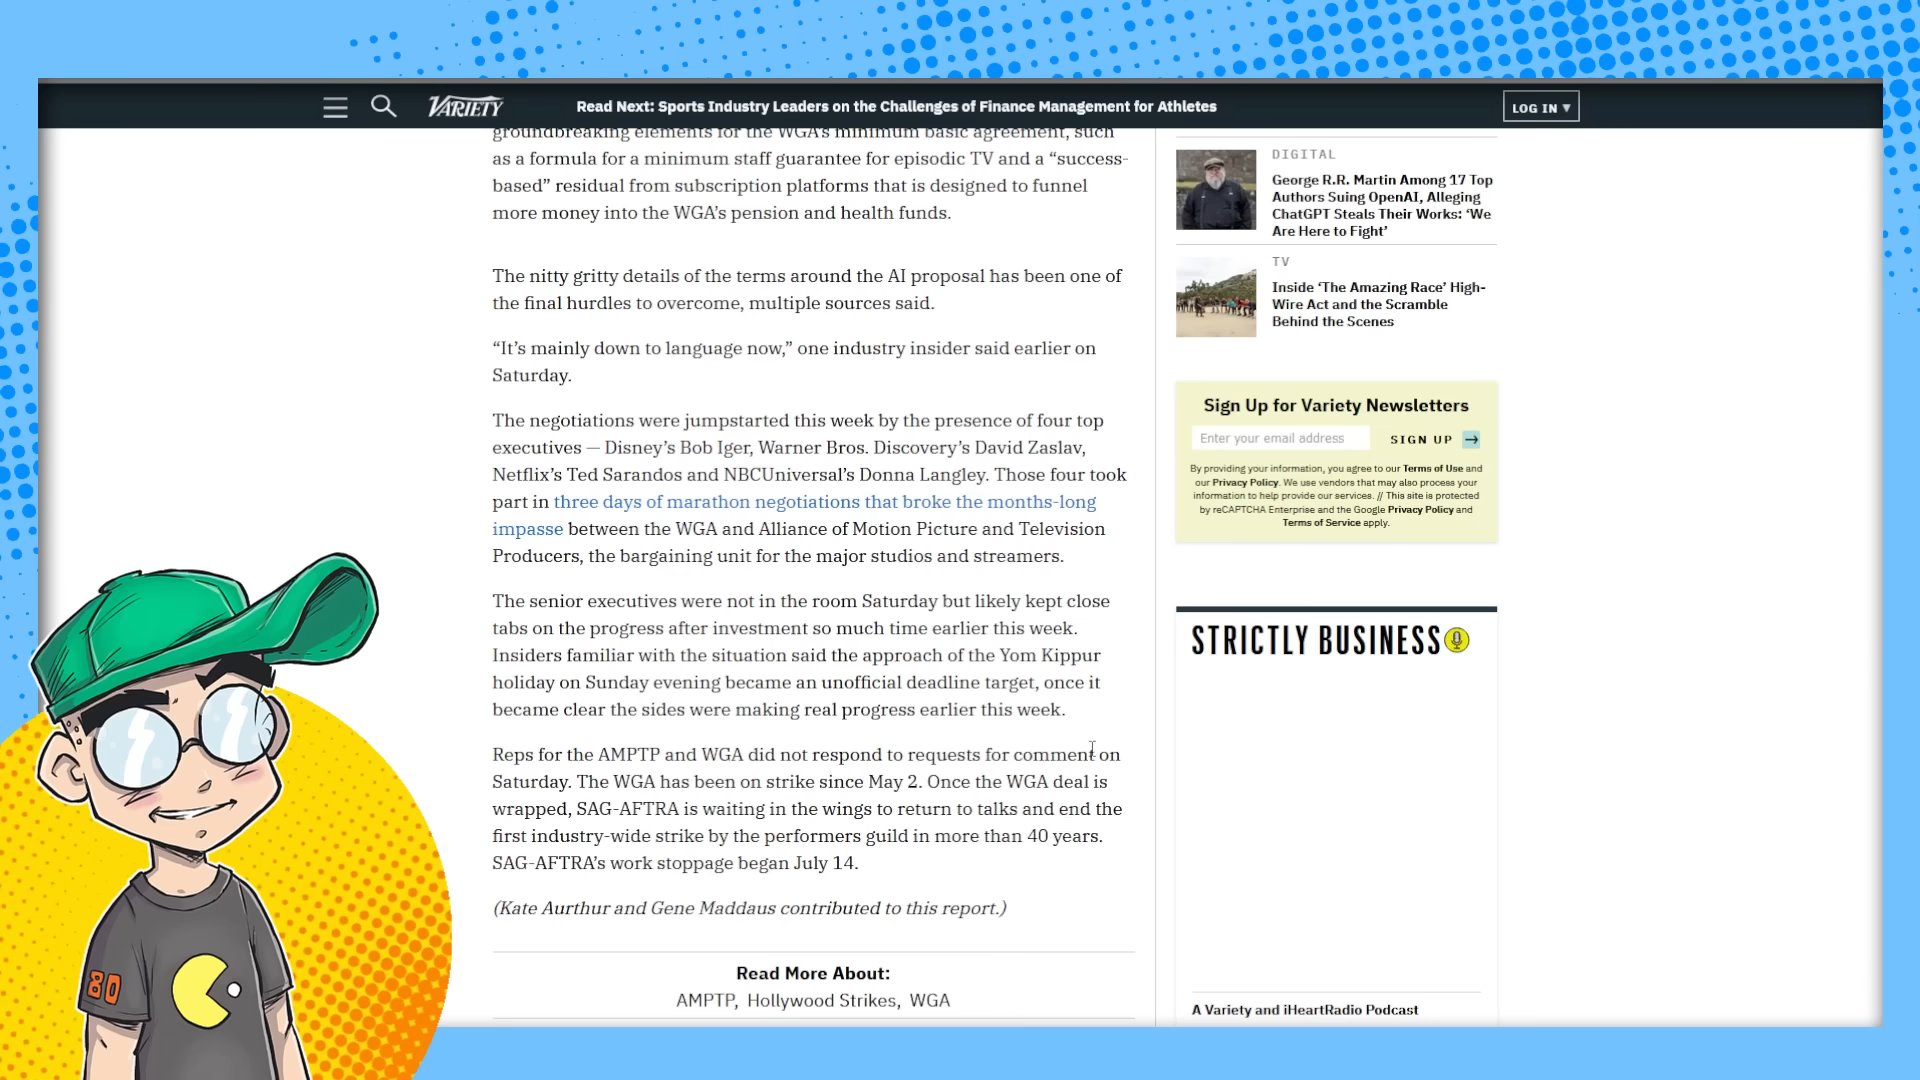 VARIETY
Read Next: Sports Industry Leaders on the Challenges of Finance Management for Athletes
LOG IN ▾
groundbreaking elements for the WGA's minimum basic agreement, such
as a formula for a minimum staff guarantee for episodic TV and a “success-
based” residual from subscription platforms that is designed to funnel
more money into the WGA's pension and health funds.
The nitty gritty details of the terms around the AI proposal has been one of
the final hurdles to overcome, multiple sources said.
“It's mainly down to language now,” one industry insider said earlier on
Saturday.
The negotiations were jumpstarted this week by the presence of four top
executives — Disney's Bob Iger, Warner Bros. Discovery's David Zaslav,
Netflix's Ted Sarandos and NBCUniversal's Donna Langley. Those four took
part in three days of marathon negotiations that broke the months-long
impasse between the WGA and Alliance of Motion Picture and Television
Producers, the bargaining unit for the major studios and streamers.
The senior executives were not in the room Saturday but likely kept close
tabs on the progress after investment so much time earlier this week.
Insiders familiar with the situation said the approach of the Yom Kippur
holiday on Sunday evening became an unofficial deadline target, once it
became clear the sides were making real progress earlier this week.
Reps for the AMPTP and WGA did not respond to requests for comment on
Saturday. The WGA has been on strike since May 2. Once the WGA deal is
wrapped, SAG-AFTRA is waiting in the wings to return to talks and end the
first industry-wide strike by the performers guild in more than 40 years.
SAG-AFTRA's work stoppage began July 14.
(Kate Aurthur and Gene Maddaus contributed to this report.)
Read More About:
AMPTP, Hollywood Strikes, WGA
DIGITAL
George R.R. Martin Among 17 Top
Authors Suing OpenAI, Alleging
ChatGPT Steals Their Works: ‘We
Are Here to Fight’
TV
Inside ‘The Amazing Race’ High-
Wire Act and the Scramble
Behind the Scenes
Sign Up for Variety Newsletters
Enter your email address
SIGN UP →
By providing your information, you agree to our Terms of Use and
our Privacy Policy. We use vendors that may also process your
information to help provide our services. // This site is protected
by reCAPTCHA Enterprise and the Google Privacy Policy and
Terms of Service apply.
STRICTLY BUSINESS
A Variety and iHeartRadio Podcast
80